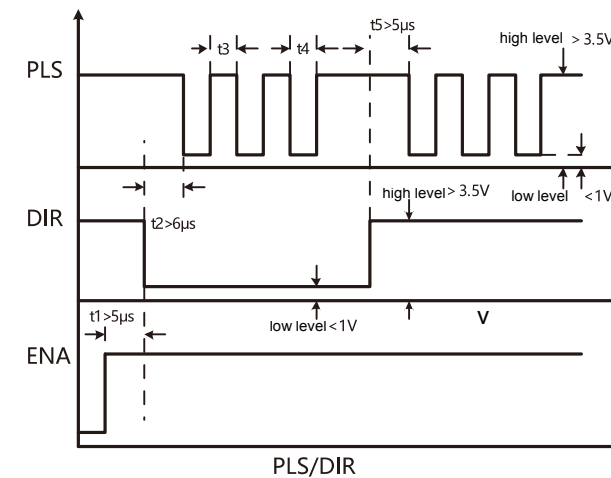 t5>5μs
t3
t4
high level > 3.5V
PLS
low level <1V
high level > 3.5V
DIR
t2>6μs
t1>5μs
low level<1V
V
ENA
PLS/DIR